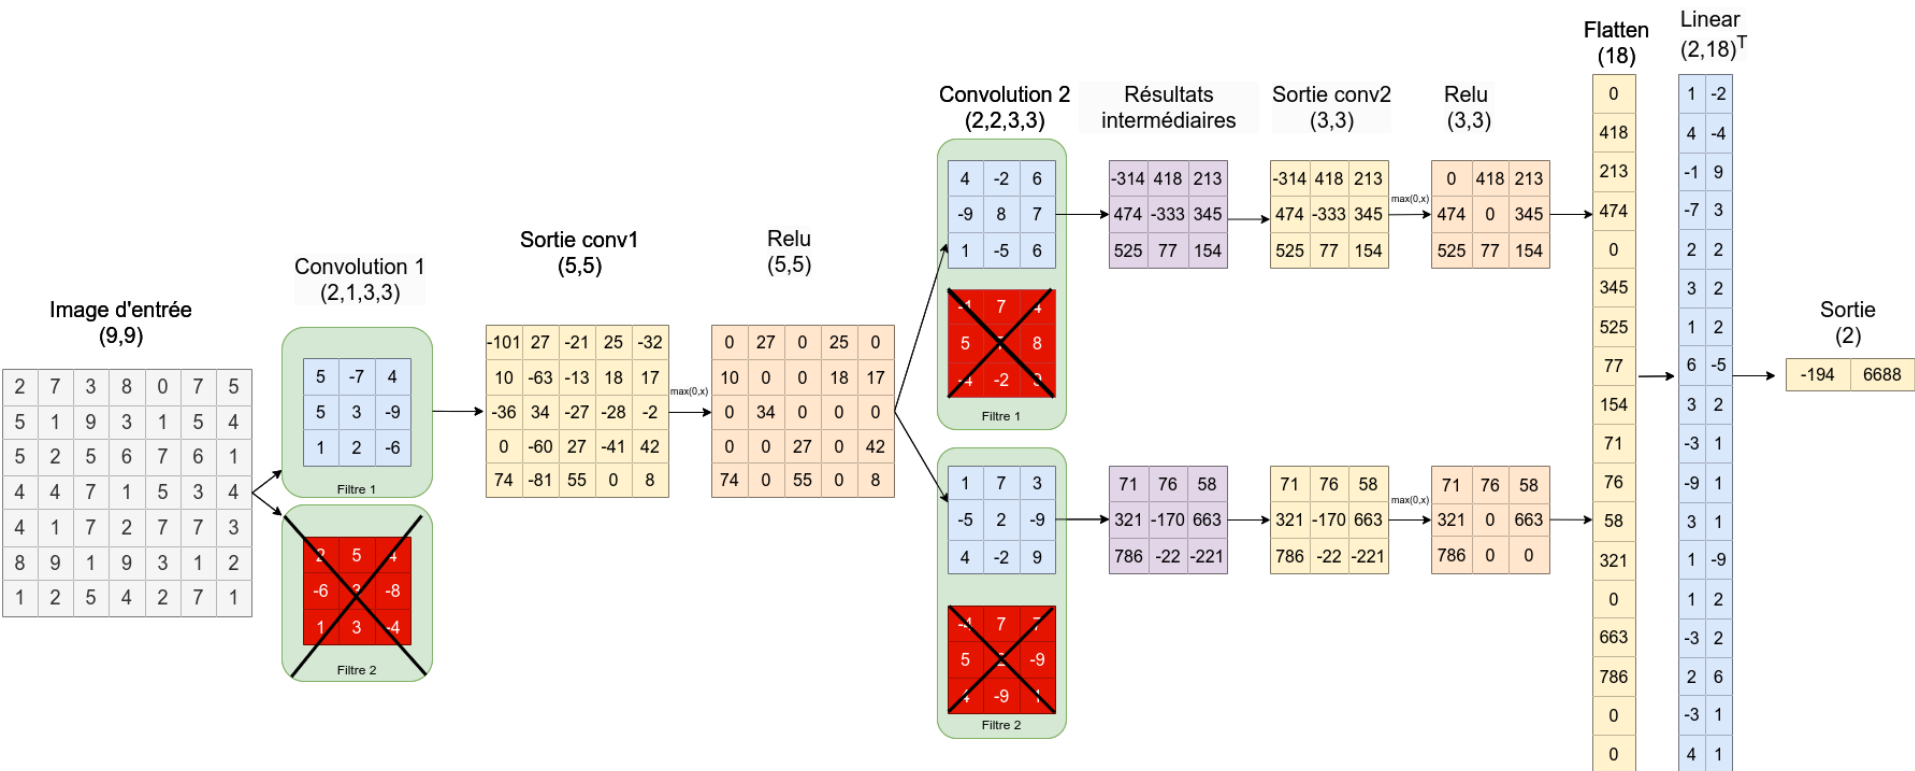 Image d'entrée
(9,9)
2 7 3 8 0 7 5
5 1 9 3 1 5 4
5 2 5 6 7 6 1
4 4 7 1 5 3 4
4 1 7 2 7 7 3
8 9 1 9 3 1 2
1 2 5 4 2 7 1
Convolution 1
(2,1,3,3)
5 -7 4
5 3 -9
1 2 -6
Filtre 1
2 5 4
-6 -8
1 3 -4
Filtre 2
Sortie conv1
(5,5)
-101 27 -21 25 -32
10 -63 -13 18 17
-36 34 -27 -28 -2
0 -60 27 -41 42
74 -81 55 0 8
max(0,x)
Relu
(5,5)
0 27 0 25 0
10 0 0 18 17
0 34 0 0 0
0 0 27 0 42
74 0 55 0 8
Convolution 2
(2,2,3,3)
4 -2 6
-9 8 7
1 -5 6
-1 7 4
5 8
-4 -2 9
Filtre 1
1 7 3
-5 2 -9
4 -2 9
-4 7 7
5 -9
4 -9 1
Filtre 2
Résultats
intermédiaires
-314 418 213
474 -333 345
525 77 154
71 76 58
321 -170 663
786 -22 -221
Sortie conv2
(3,3)
-314 418 213
474 -333 345
525 77 154
71 76 58
321 -170 663
786 -22 -221
max(0,x)
max(0,x)
Relu
(3,3)
0 418 213
474 0 345
525 77 154
71 76 58
321 0 663
786 0 0
Flatten
(18)
0
418
213
474
0
345
525
77
154
71
76
58
321
0
663
786
0
0
Linear
(2,18)T
1 -2
4 -4
-1 9
-7 3
2 2
3 2
1 2
6 -5
3 2
-3 1
-9 1
3 1
1 -9
1 2
-3 2
2 6
-3 1
4 1
Sortie
(2)
-194 6688